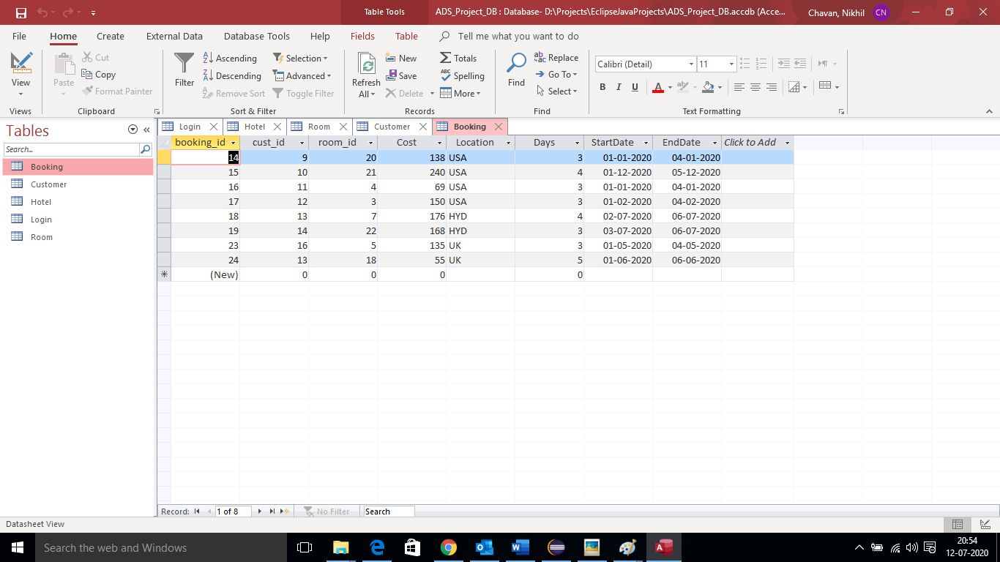 Table Tools
ADS_Project_DB : Database- D:\Projects\EclipseJavaProjects\ADS_Project_DB.accdb (Acce...
Chavan, Nikhil
CN
File Home Create External Data Database Tools Help Fields Table Tell me what you want to do
View
Views
Paste
Cut
Copy
Format Painter
Clipboard
Filter
Ascending
Descending
Remove Sort
Selection
Advanced
Toggle Filter
Sort & Filter
Refresh
All
New
Save
Delete
Totals
Spelling
More
Records
Find
Replace
Go To
Select
Find
Calibri (Detail) 11
B I U
Text Formatting
Tables
Search...
Booking
Customer
Hotel
Login
Room
Login Hotel Room Customer Booking
booking_id cust_id room_id Cost Location Days StartDate EndDate Click to Add
14 9 20 138 USA 3 01-01-2020 04-01-2020
15 10 21 240 USA 4 01-12-2020 05-12-2020
16 11 4 69 USA 3 01-01-2020 04-01-2020
17 12 3 150 USA 3 01-02-2020 04-02-2020
18 13 7 176 HYD 4 02-07-2020 06-07-2020
19 14 22 168 HYD 3 03-07-2020 06-07-2020
23 16 5 135 UK 3 01-05-2020 04-05-2020
24 13 18 55 UK 5 01-06-2020 06-06-2020
(New) 0 0 0 0
Record: 1 of 8 No Filter Search
Datasheet View
Search the web and Windows
20:54
12-07-2020